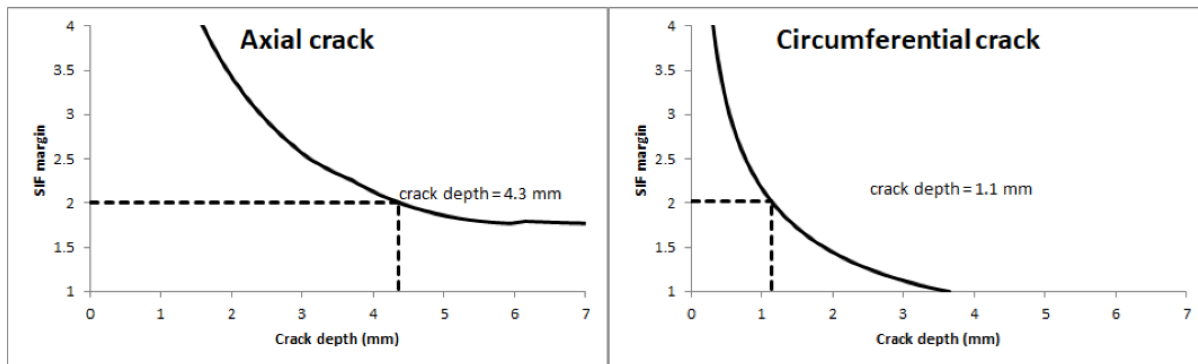 Axial crack
4
3.5
3
2.5
2
1.5
1
SIF margin
crack depth = 4.3 mm
0 1 2 3 4 5 6 7
Crack depth (mm)
Circumferential crack
4
3.5
3
2.5
2
1.5
1
SIF margin
crack depth = 1.1 mm
0 1 2 3 4 5 6 7
Crack depth (mm)